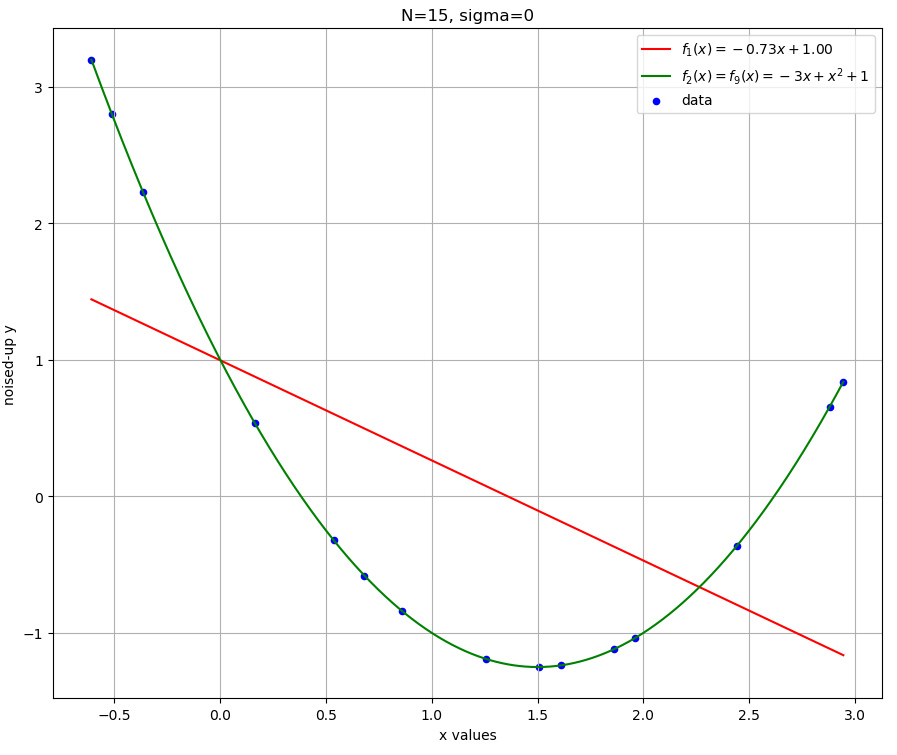 N=15, sigma=0
f₁(x) = −0.73x + 1.00
f₂(x) = f₉(x) = −3x + x² + 1
data
noised-up y
3
2
1
0
−1
−0.5 0.0 0.5 1.0 1.5 2.0 2.5 3.0
x values